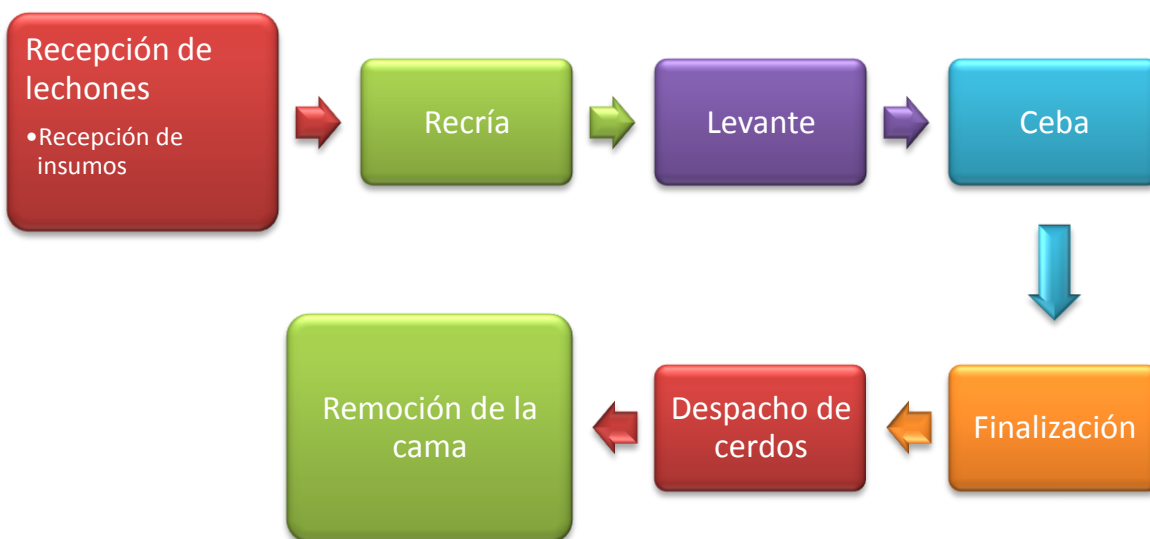 Recepción de
lechones
•Recepción de
insumos
Recría
Levante
Ceba
Finalización
Despacho de
cerdos
Remoción de la
cama